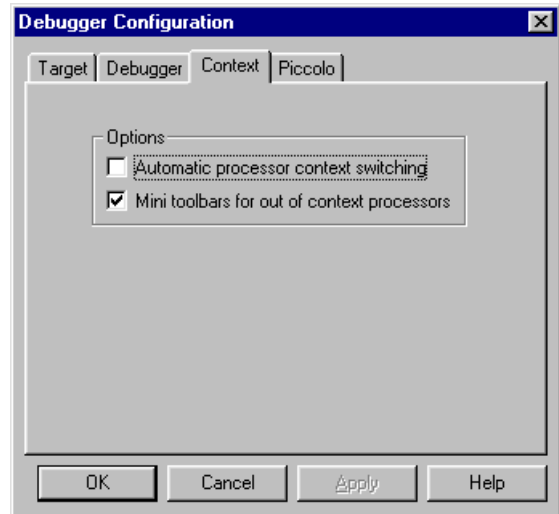 Debugger Configuration
Target Debugger Context Piccolo
Options
Automatic processor context switching
Mini toolbars for out of context processors
OK Cancel Apply Help